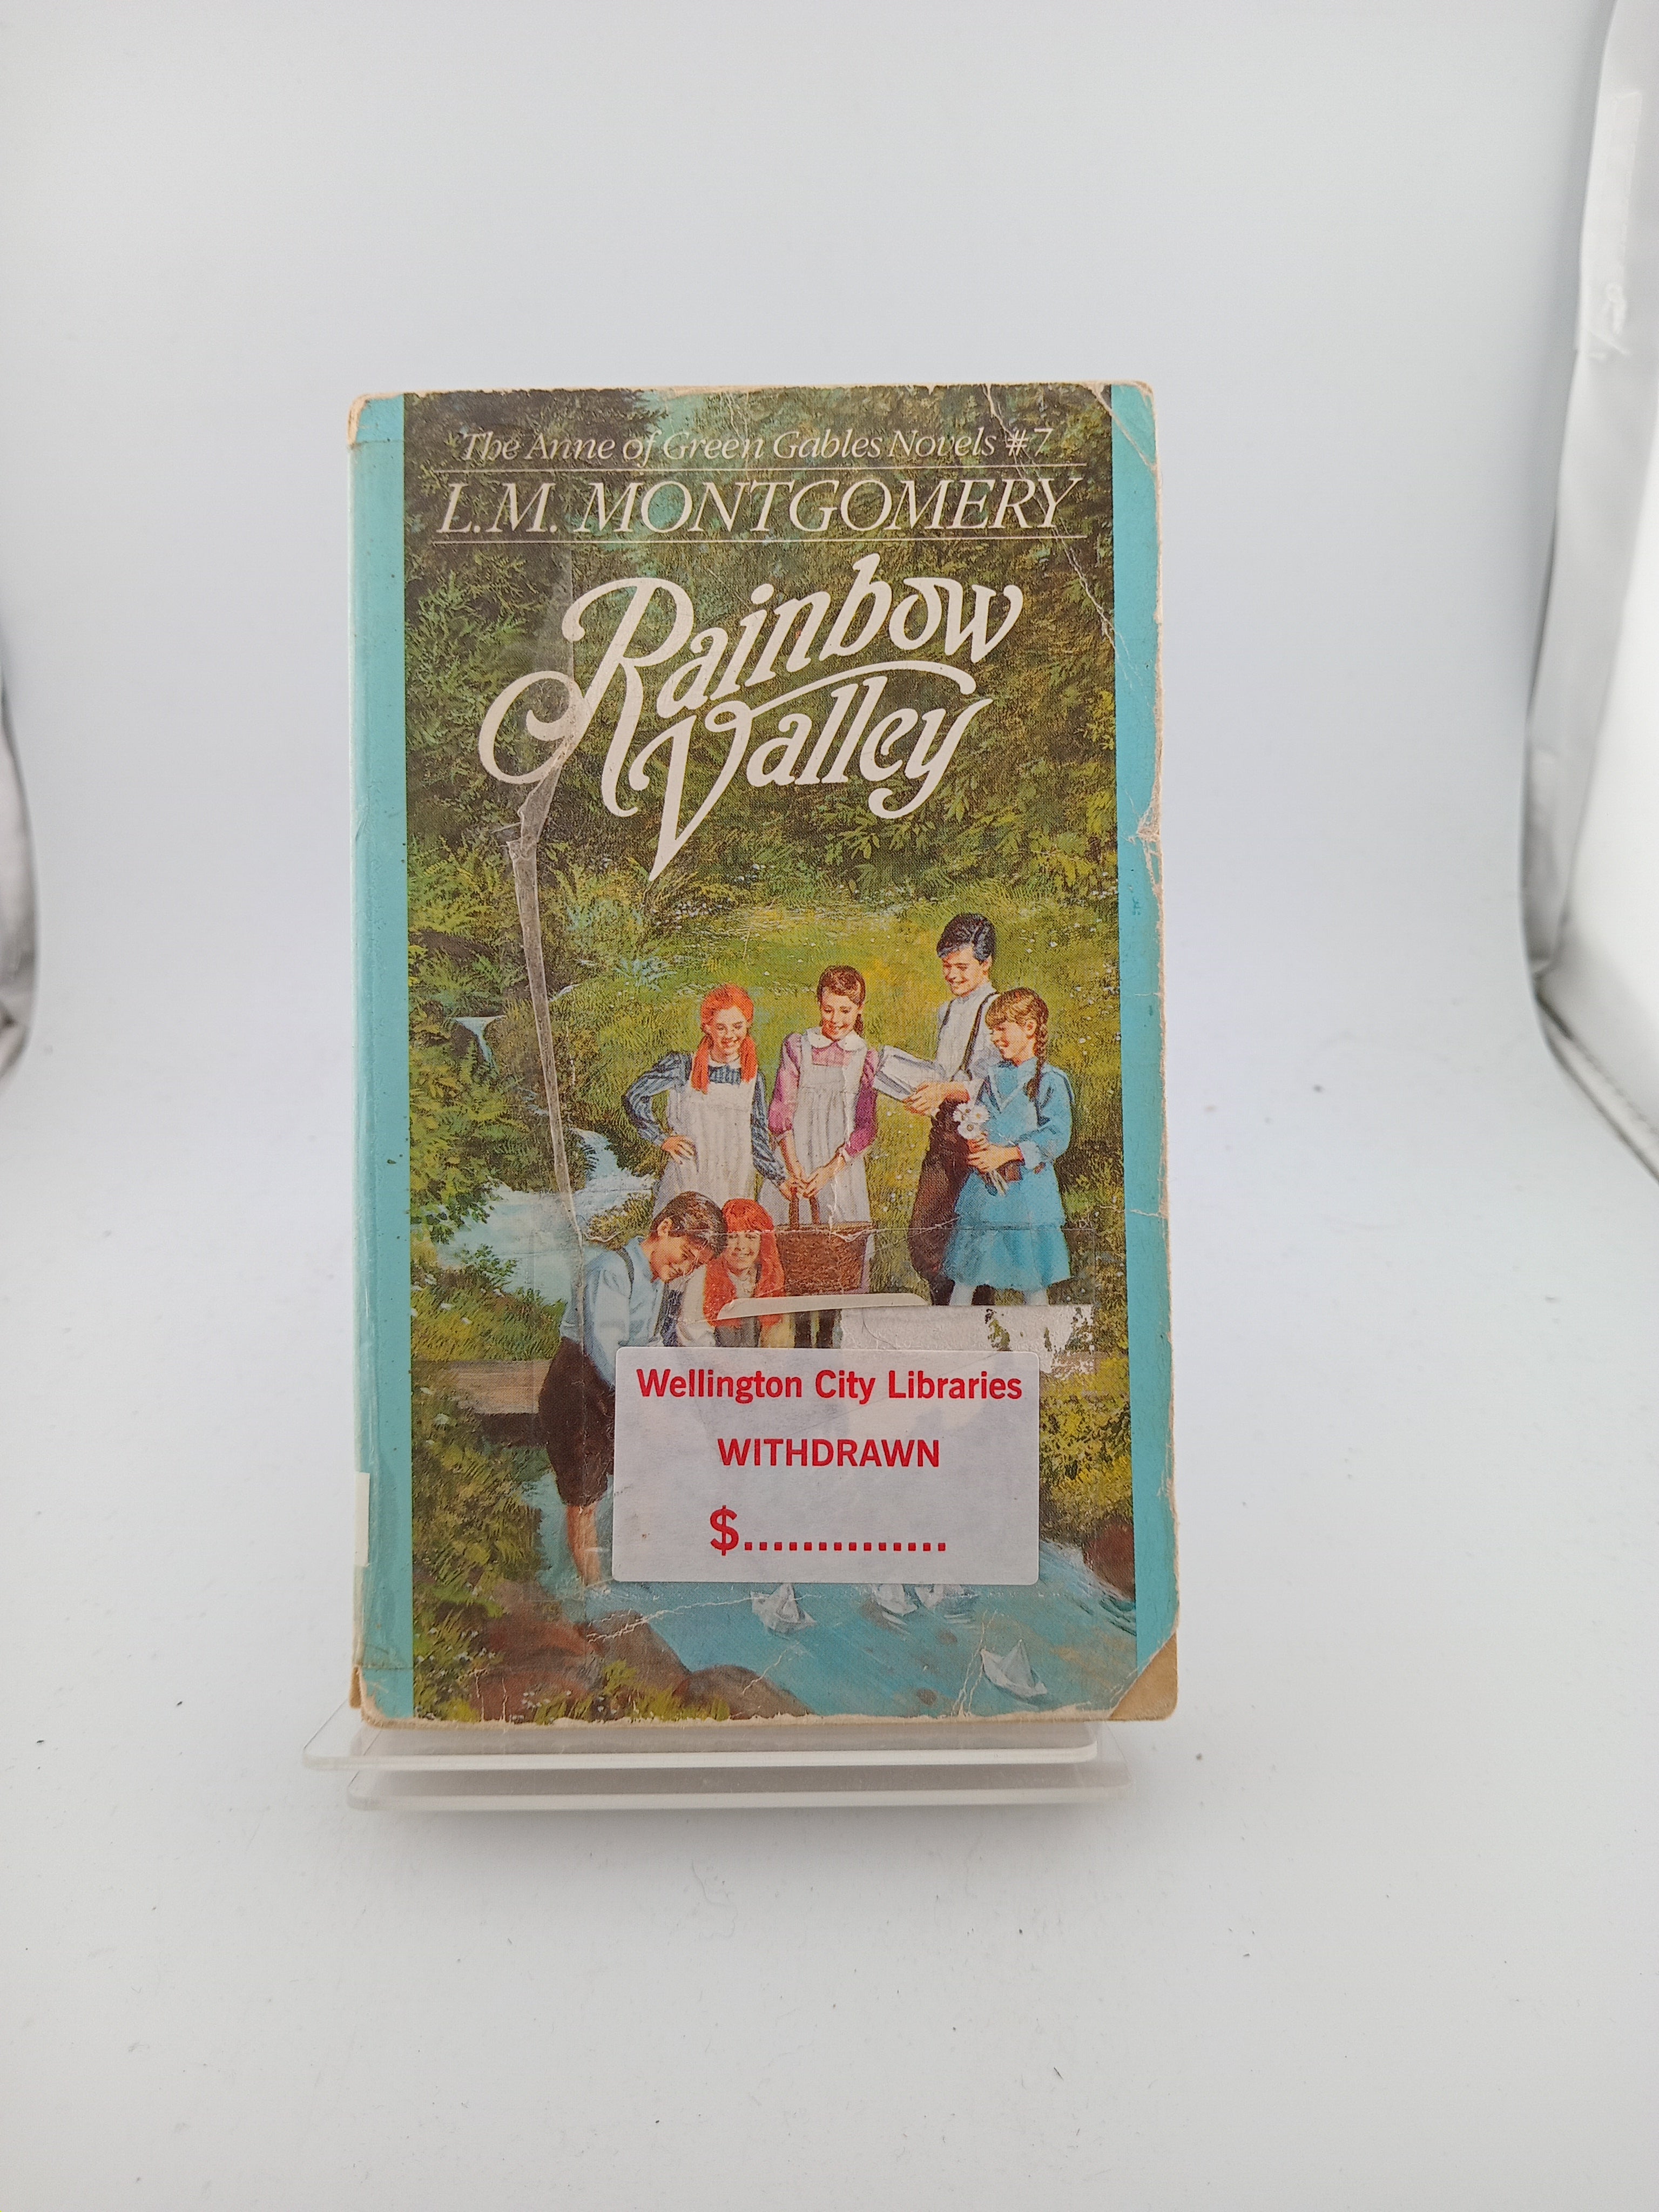 The Anne of Green Gables Novels #7
L.M. MONTGOMERY
Rainbow
Valley
Wellington City Libraries
WITHDRAWN
$..............